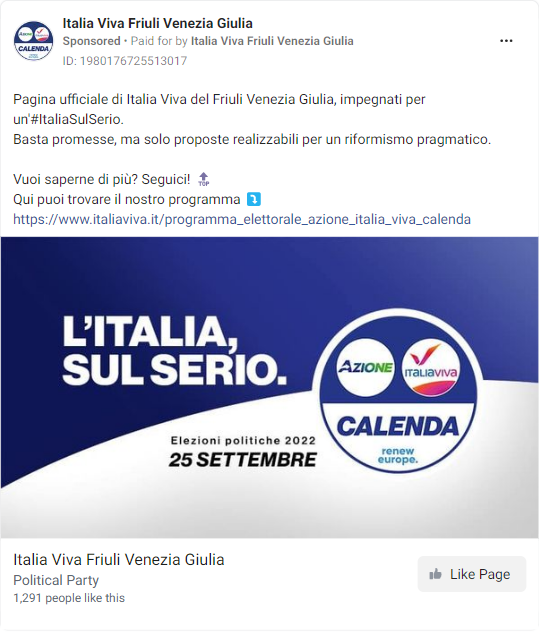 Italia Viva Friuli Venezia Giulia
Sponsored • Paid for by Italia Viva Friuli Venezia Giulia
ID: 1980176725513017
Pagina ufficiale di Italia Viva del Friuli Venezia Giulia, impegnati per
un'#ItaliaSulSerio.
Basta promesse, ma solo proposte realizzabili per un riformismo pragmatico.
Vuoi saperne di più? Seguici! 🔝
Qui puoi trovare il nostro programma ⤵️
https://www.italiaviva.it/programma_elettorale_azione_italia_viva_calenda
L'ITALIA,
SUL SERIO.
AZIONE
ITALIAVIVA
CALENDA
renew
europe.
Elezioni politiche 2022
25 SETTEMBRE
Italia Viva Friuli Venezia Giulia
Political Party
1,291 people like this
Like Page